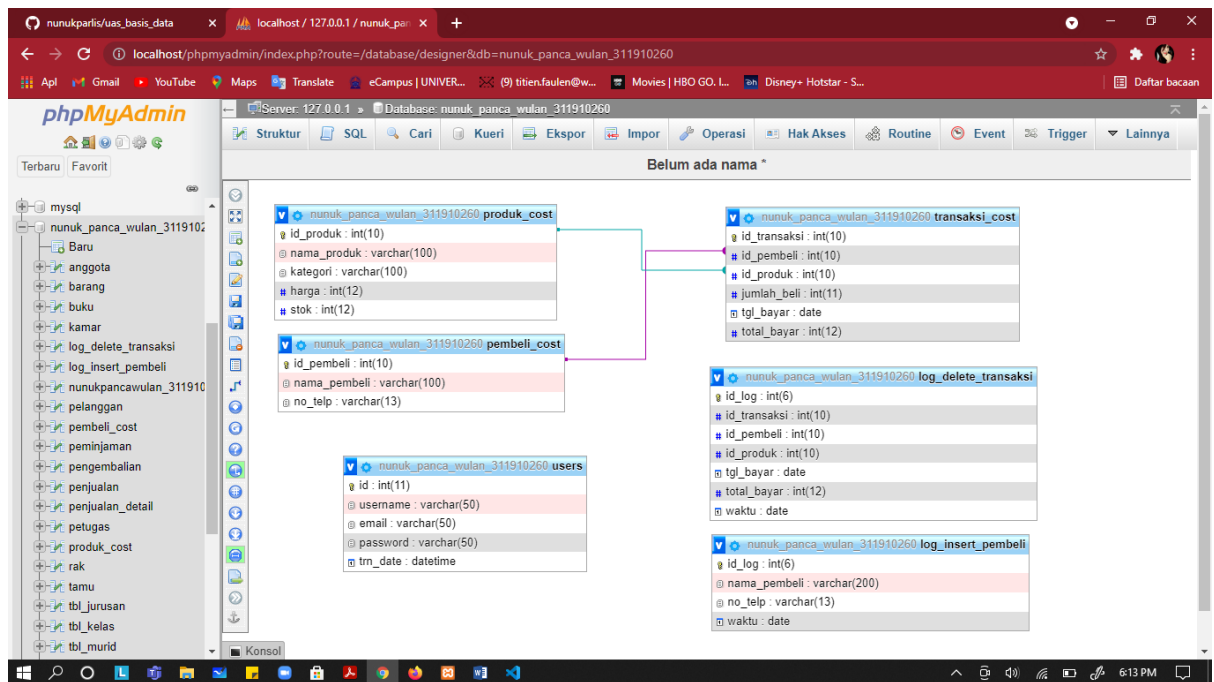 nunukparlis/uas_basis_data
localhost / 127.0.0.1 / nunuk_pan
localhost/phpmyadmin/index.php?route=/database/designer&db=nunuk_panca_wulan_311910260
Apl
Gmail
YouTube
Maps
Translate
eCampus | UNIVER...
(9) titien.faulen@w...
Movies | HBO GO. I...
Disney+ Hotstar - S...
Daftar bacaan
phpMyAdmin
Terbaru
Favorit
mysql
nunuk_panca_wulan_3119102
Baru
anggota
barang
buku
kamar
log_delete_transaksi
log_insert_pembeli
nunukpancawulan_311910
pelanggan
pembeli_cost
peminjaman
pengembalian
penjualan
penjualan_detail
petugas
produk_cost
rak
tamu
tbl_jurusan
tbl_kelas
tbl_murid
Server: 127.0.0.1 » Database: nunuk_panca_wulan_311910260
Struktur
SQL
Cari
Kueri
Ekspor
Impor
Operasi
Hak Akses
Routine
Event
Trigger
Lainnya
Belum ada nama *
nunuk_panca_wulan_311910260 produk_cost
id_produk : int(10)
nama_produk : varchar(100)
kategori : varchar(100)
harga : int(12)
stok : int(12)
nunuk_panca_wulan_311910260 pembeli_cost
id_pembeli : int(10)
nama_pembeli : varchar(100)
no_telp : varchar(13)
nunuk_panca_wulan_311910260 users
id : int(11)
username : varchar(50)
email : varchar(50)
password : varchar(50)
trn_date : datetime
nunuk_panca_wulan_311910260 transaksi_cost
id_transaksi : int(10)
id_pembeli : int(10)
id_produk : int(10)
jumlah_beli : int(11)
tgl_bayar : date
total_bayar : int(12)
nunuk_panca_wulan_311910260 log_delete_transaksi
id_log : int(6)
id_transaksi : int(10)
id_pembeli : int(10)
id_produk : int(10)
tgl_bayar : date
total_bayar : int(12)
waktu : date
nunuk_panca_wulan_311910260 log_insert_pembeli
id_log : int(6)
nama_pembeli : varchar(200)
no_telp : varchar(13)
waktu : date
Konsol
6:13 PM